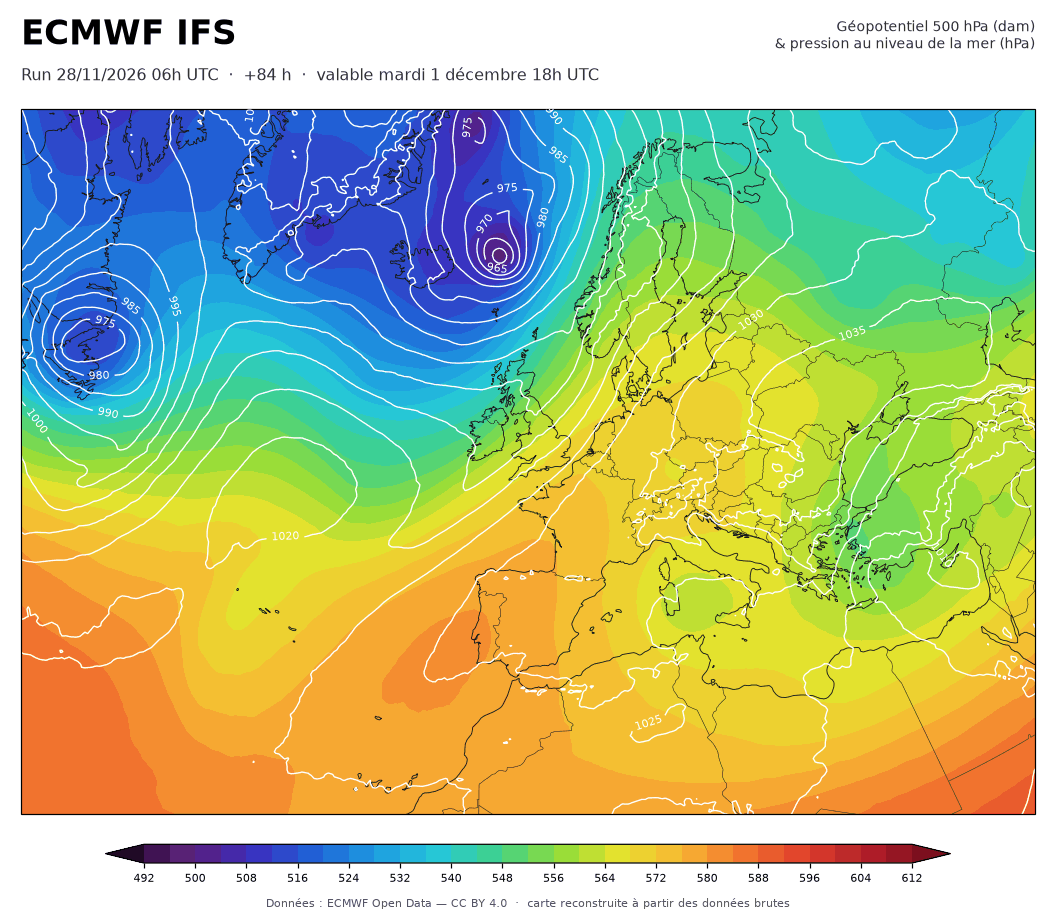 ECMWF IFS
Géopotentiel 500 hPa (dam)
& pression au niveau de la mer (hPa)
Run 28/11/2026 06h UTC · +84 h · valable mardi 1 décembre 18h UTC
975
990
985
975
980
970
965
995
985
975
980
990
1000
1030
1035
1020
1025
492 500 508 516 524 532 540 548 556 564 572 580 588 596 604 612
Données : ECMWF Open Data — CC BY 4.0 · carte reconstruite à partir des données brutes